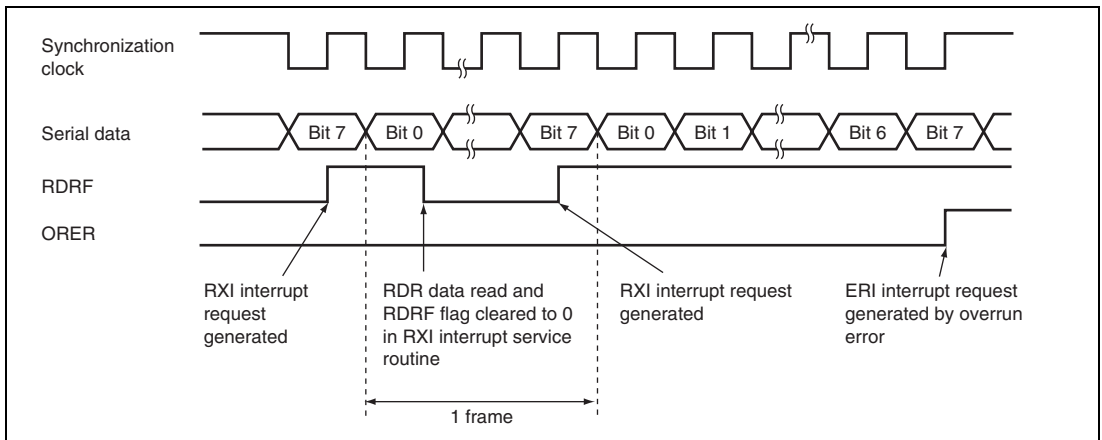 Synchronization
clock
Serial data
Bit 7 Bit 0 Bit 7 Bit 0 Bit 1 Bit 6 Bit 7
RDRF
ORER
RXI interrupt
request
generated
RDR data read and
RDRF flag cleared to 0
in RXI interrupt service
routine
RXI interrupt request
generated
ERI interrupt request
generated by overrun
error
1 frame